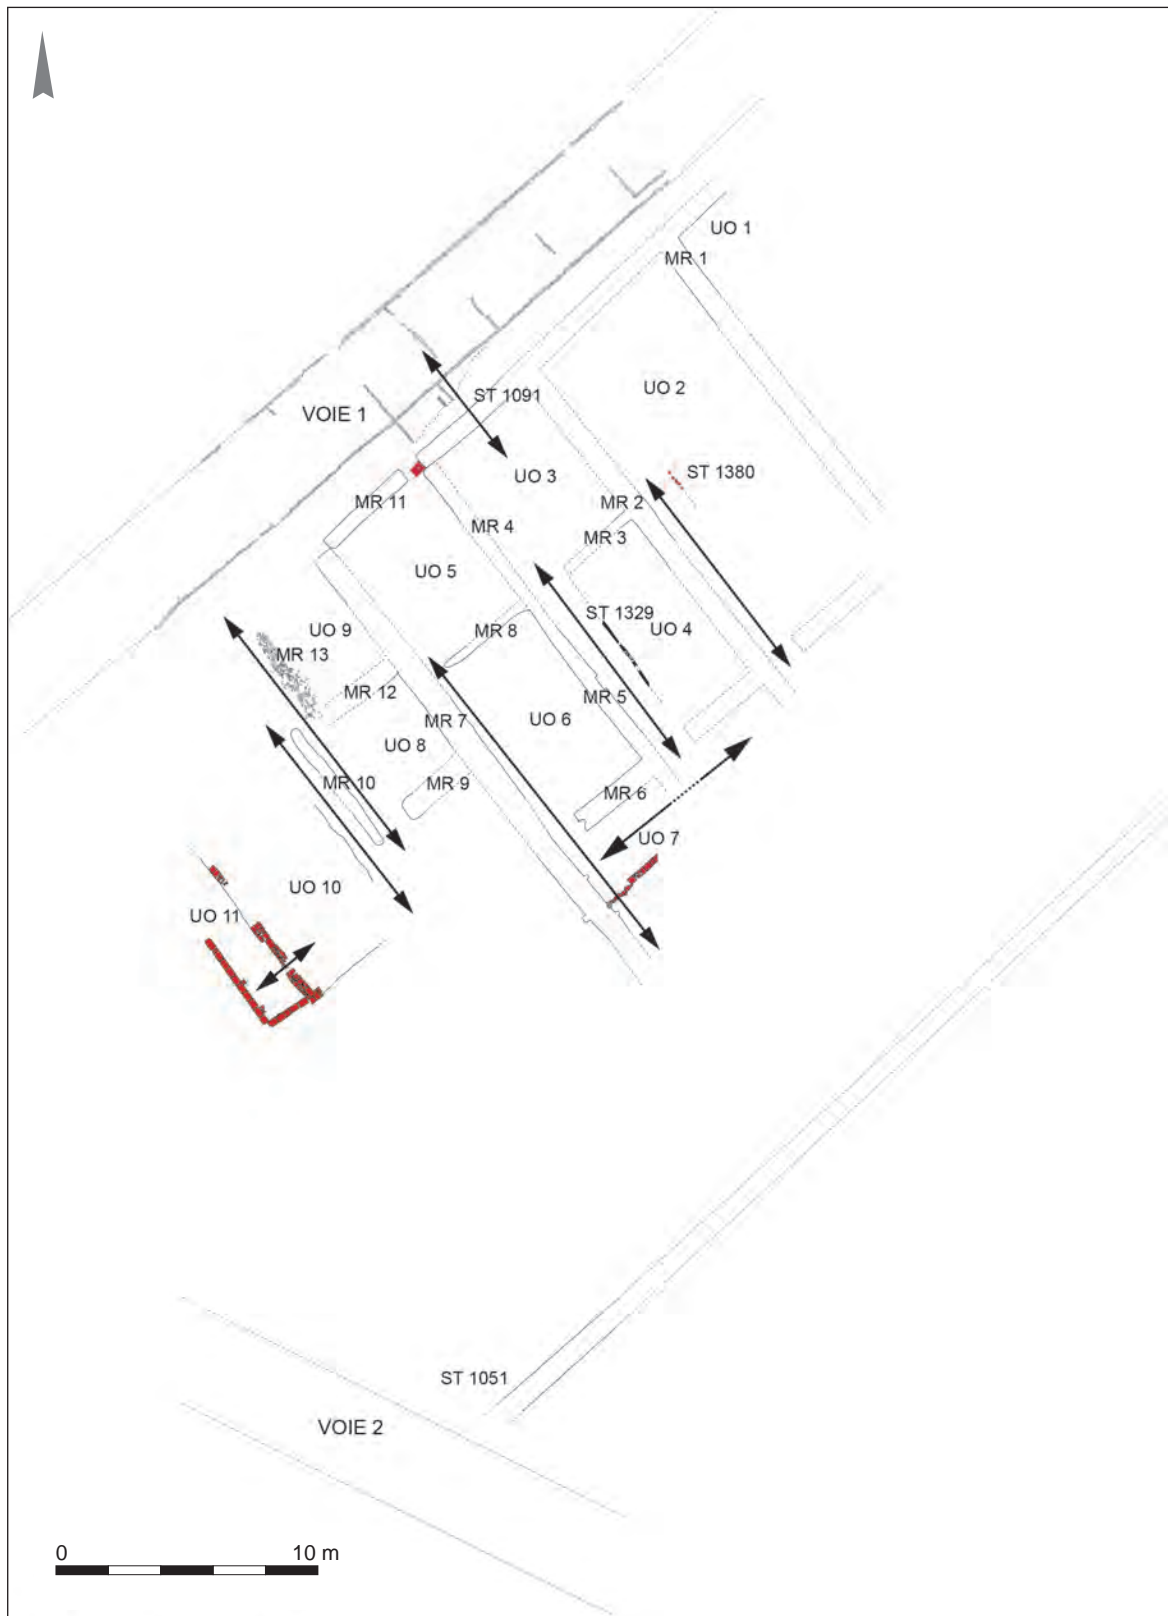 UO 1
MR 1
UO 2
ST 1091
VOIE 1
UO 3
ST 1380
MR 11
MR 2
MR 4
MR 3
UO 5
ST 1329
UO 4
UO 9
MR 8
MR 13
MR 12
MR 5
MR 7
UO 6
UO 8
MR 10
MR 9
MR 6
UO 7
UO 10
UO 11
ST 1051
VOIE 2
0 10 m